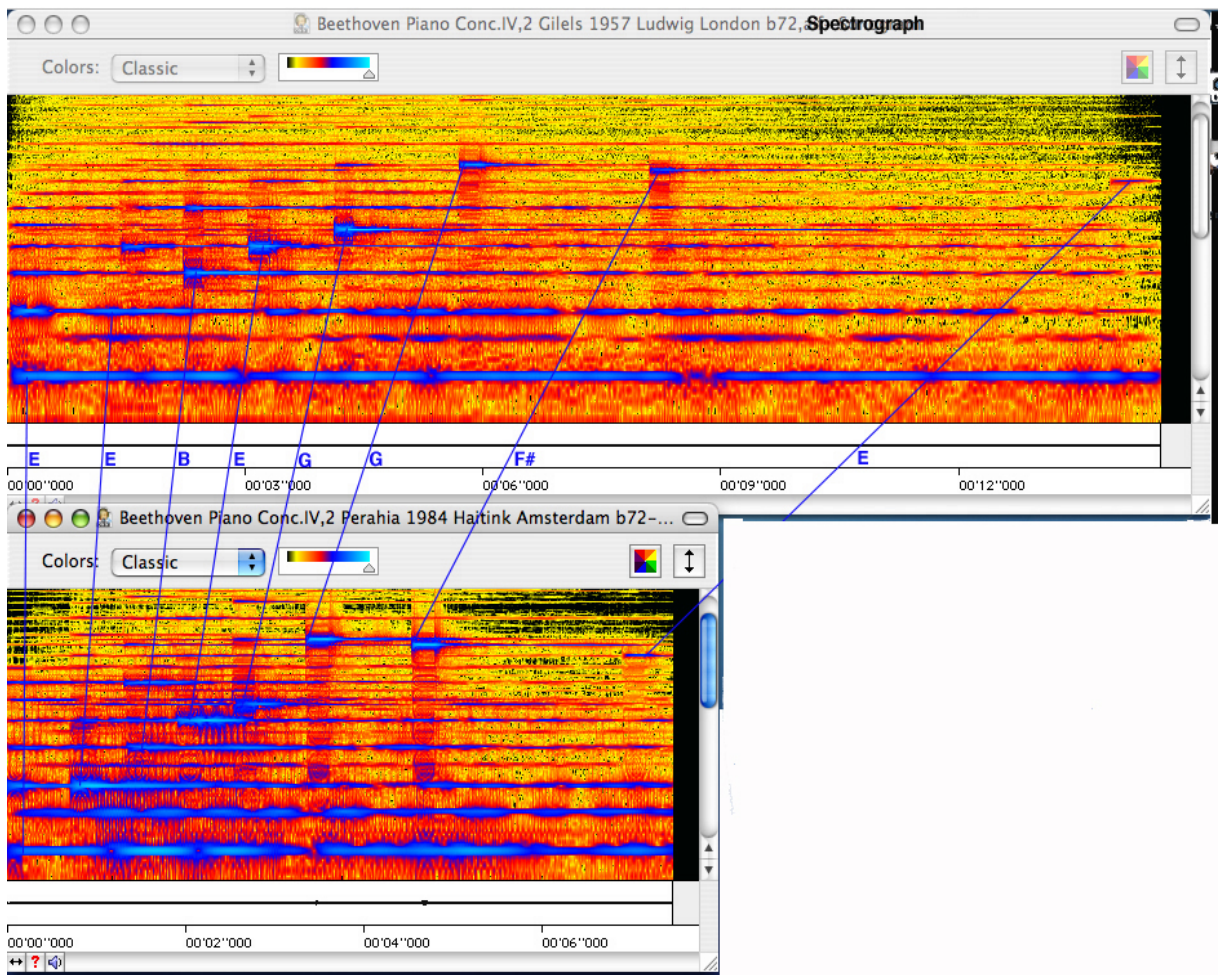 Beethoven Piano Conc.IV,2 Gilels 1957 Ludwig London b72, Spectrograph
Colors: Classic
E E B E G G F# E
00'00''000 00'03''000 00'06''000 00'09''000 00'12''000
Beethoven Piano Conc.IV,2 Perahia 1984 Haitink Amsterdam b72-...
Colors: Classic
00'00''000 00'02''000 00'04''000 00'06''000
?